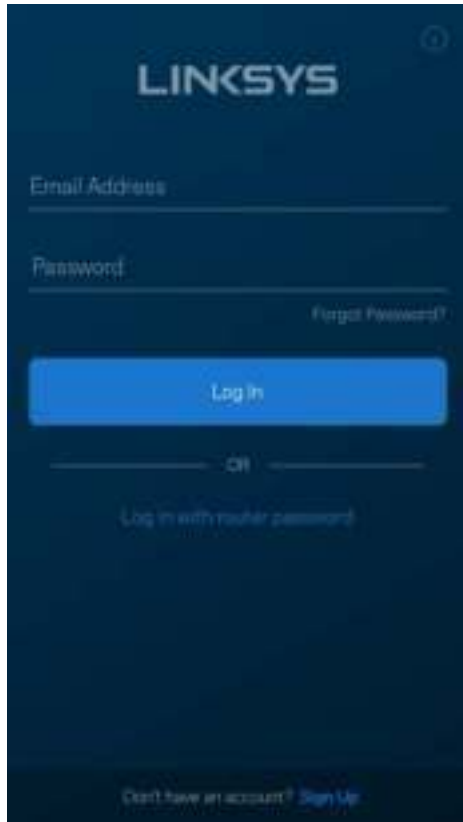 LINKSYS
Email Address
Password
Forgot Password?
Log In
OR
Log in with router password
Don't have an account? Sign Up